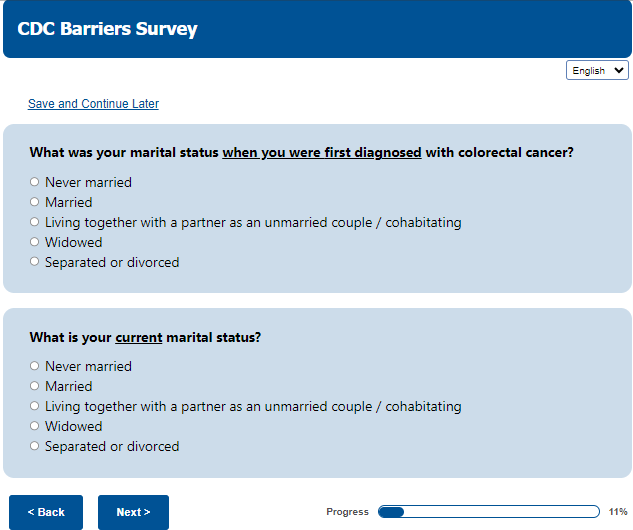 CDC Barriers Survey
English
Save and Continue Later
What was your marital status when you were first diagnosed with colorectal cancer?
Never married
Married
Living together with a partner as an unmarried couple / cohabitating
Widowed
Separated or divorced
What is your current marital status?
Never married
Married
Living together with a partner as an unmarried couple / cohabitating
Widowed
Separated or divorced
< Back Next > Progress 11%